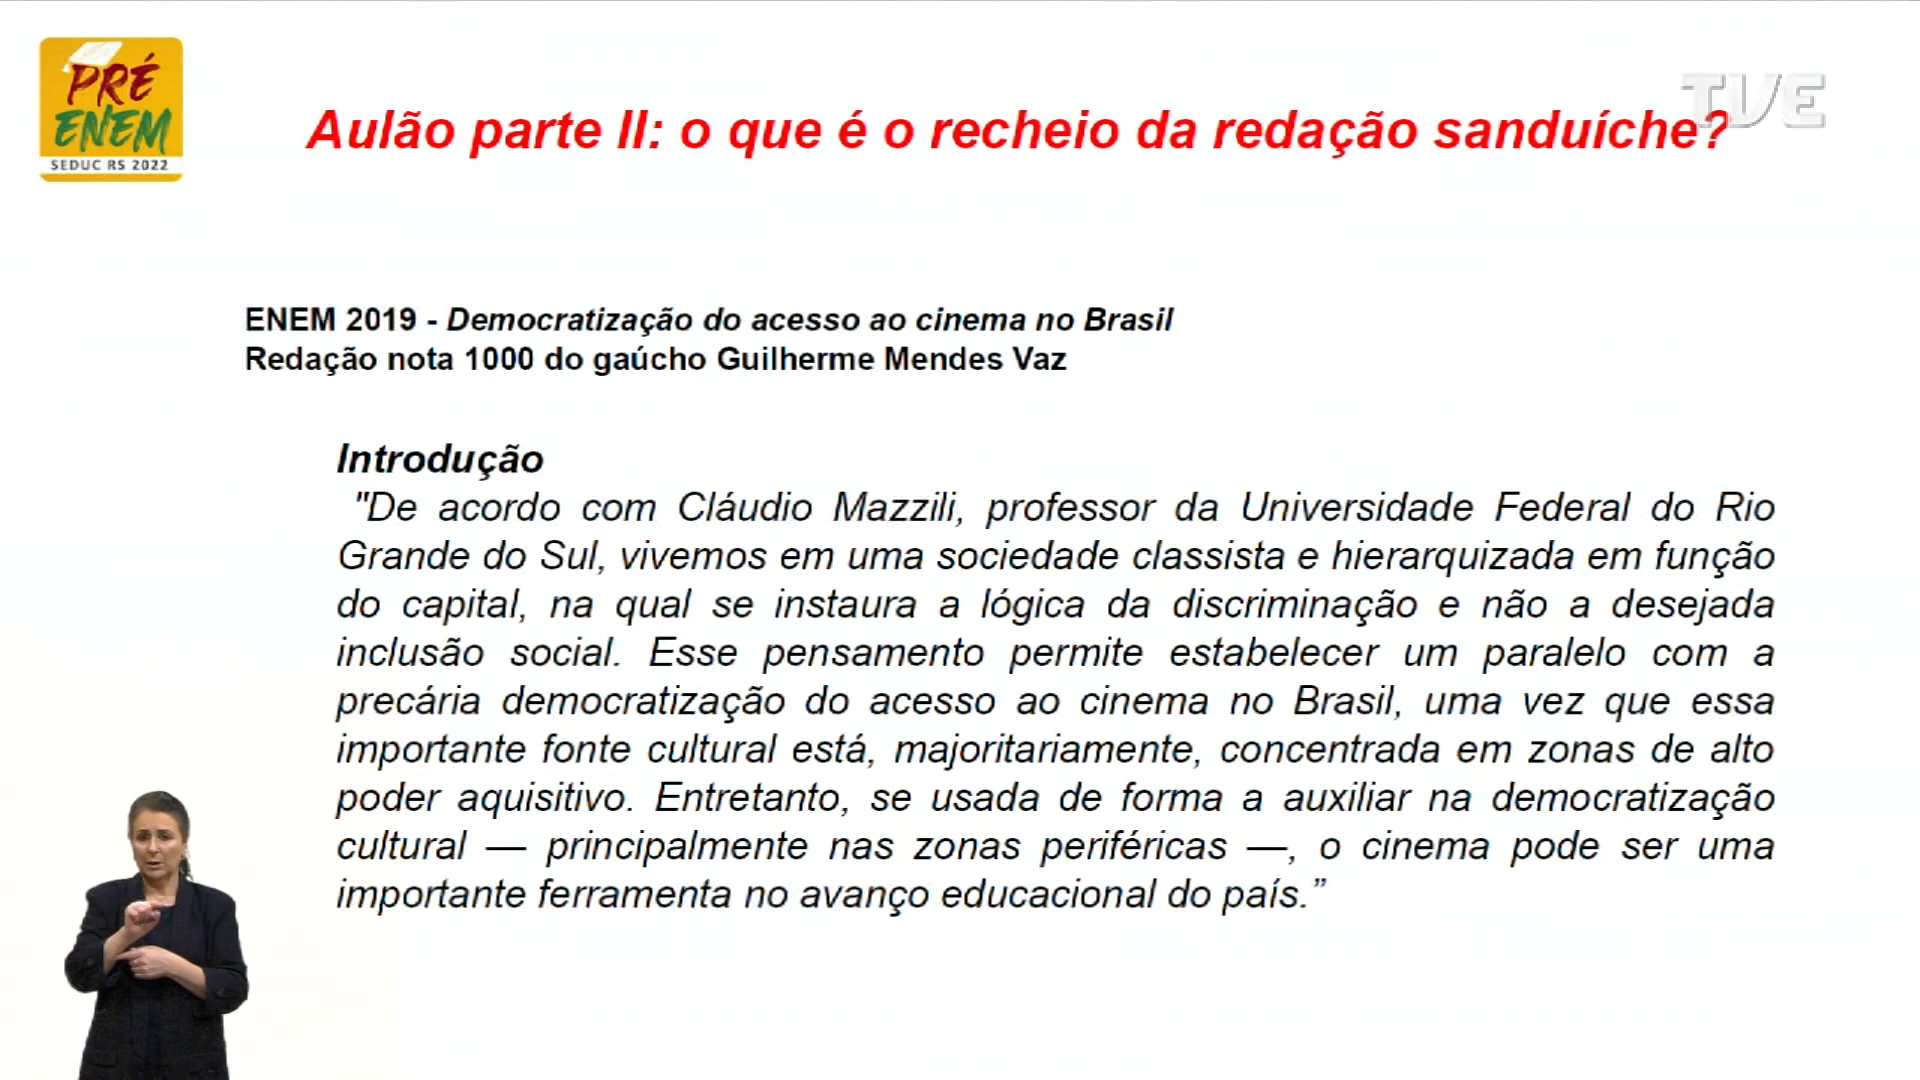 PRÉ
ENEM
SEDUC RS 2022
TVE
Aulão parte II: o que é o recheio da redação sanduíche?
ENEM 2019 - Democratização do acesso ao cinema no Brasil
Redação nota 1000 do gaúcho Guilherme Mendes Vaz
Introdução
"De acordo com Cláudio Mazzili, professor da Universidade Federal do Rio
Grande do Sul, vivemos em uma sociedade classista e hierarquizada em função
do capital, na qual se instaura a lógica da discriminação e não a desejada
inclusão social. Esse pensamento permite estabelecer um paralelo com a
precária democratização do acesso ao cinema no Brasil, uma vez que essa
importante fonte cultural está, majoritariamente, concentrada em zonas de alto
poder aquisitivo. Entretanto, se usada de forma a auxiliar na democratização
cultural — principalmente nas zonas periféricas —, o cinema pode ser uma
importante ferramenta no avanço educacional do país.”